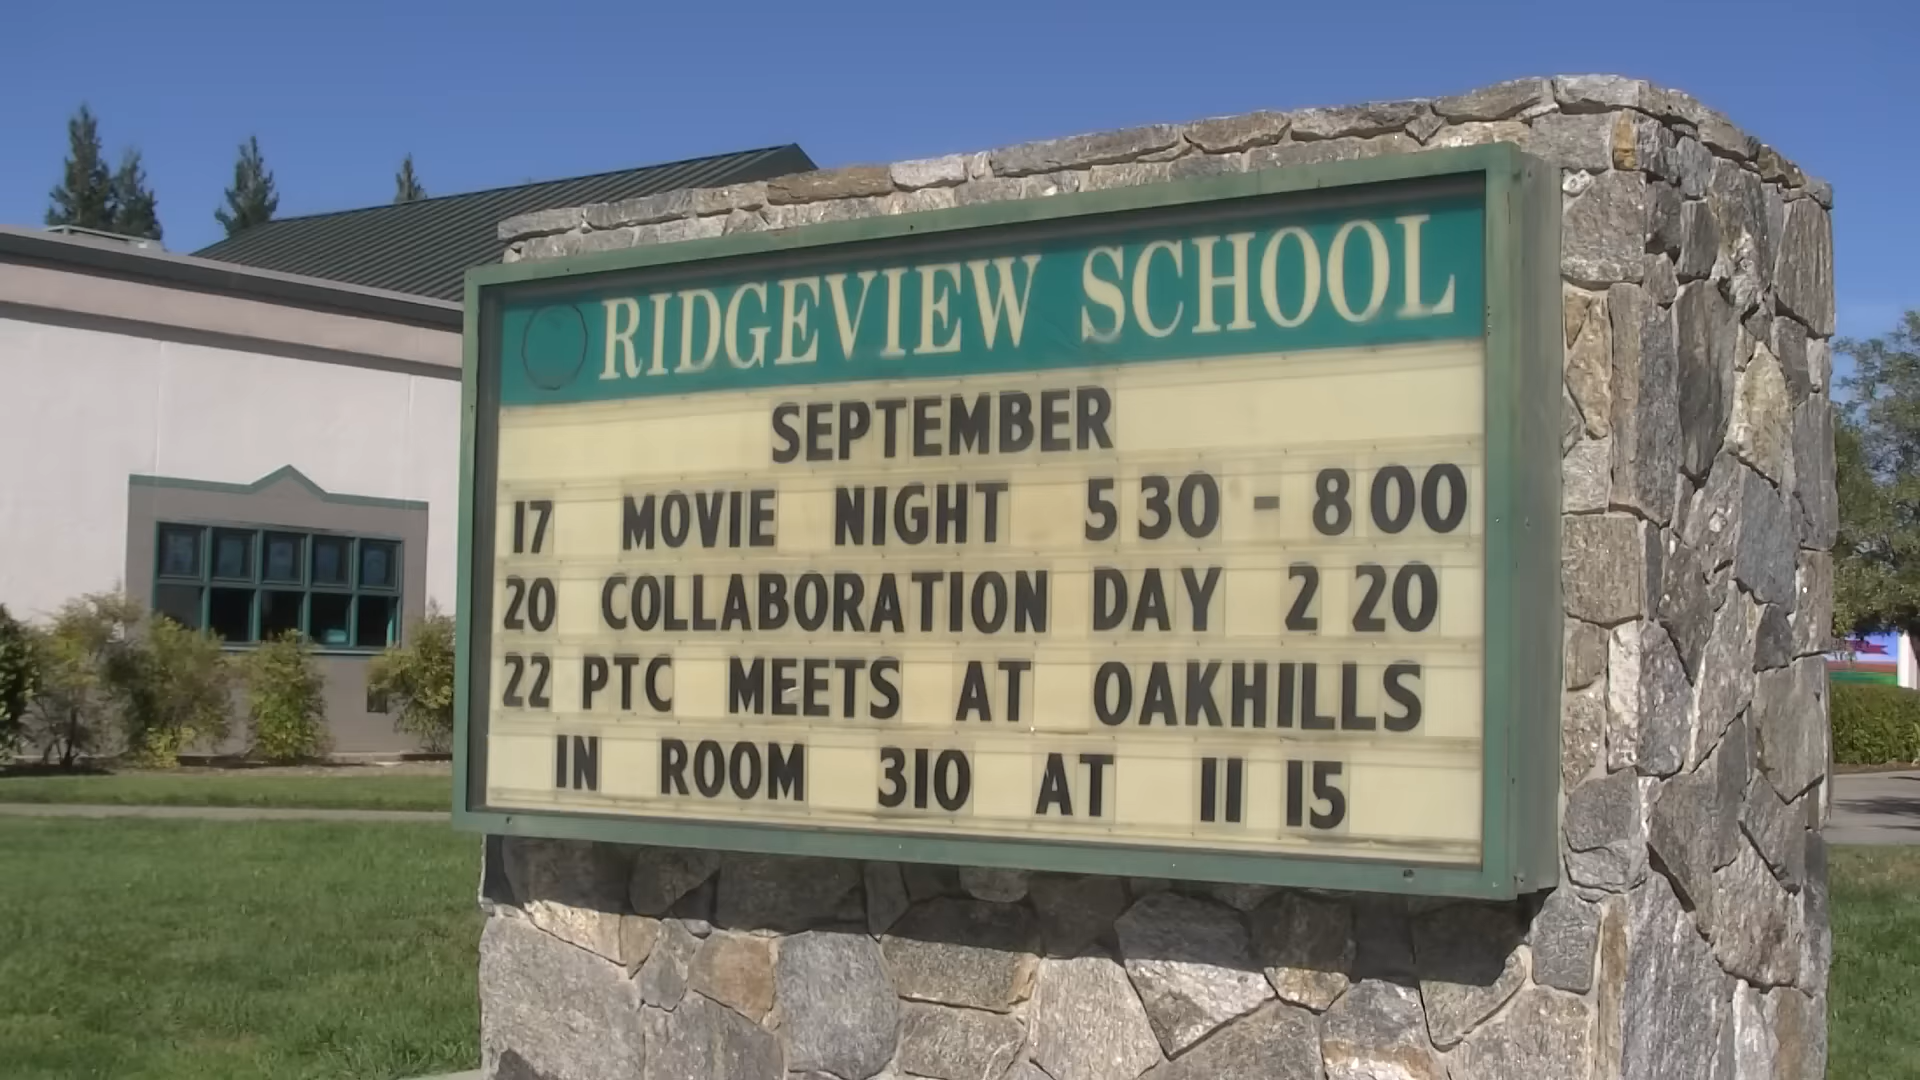 RIDGEVIEW SCHOOL
SEPTEMBER
17 MOVIE NIGHT 5 30 - 8 00
20 COLLABORATION DAY 2 20
22 PTC MEETS AT OAKHILLS
IN ROOM 310 AT 11 15